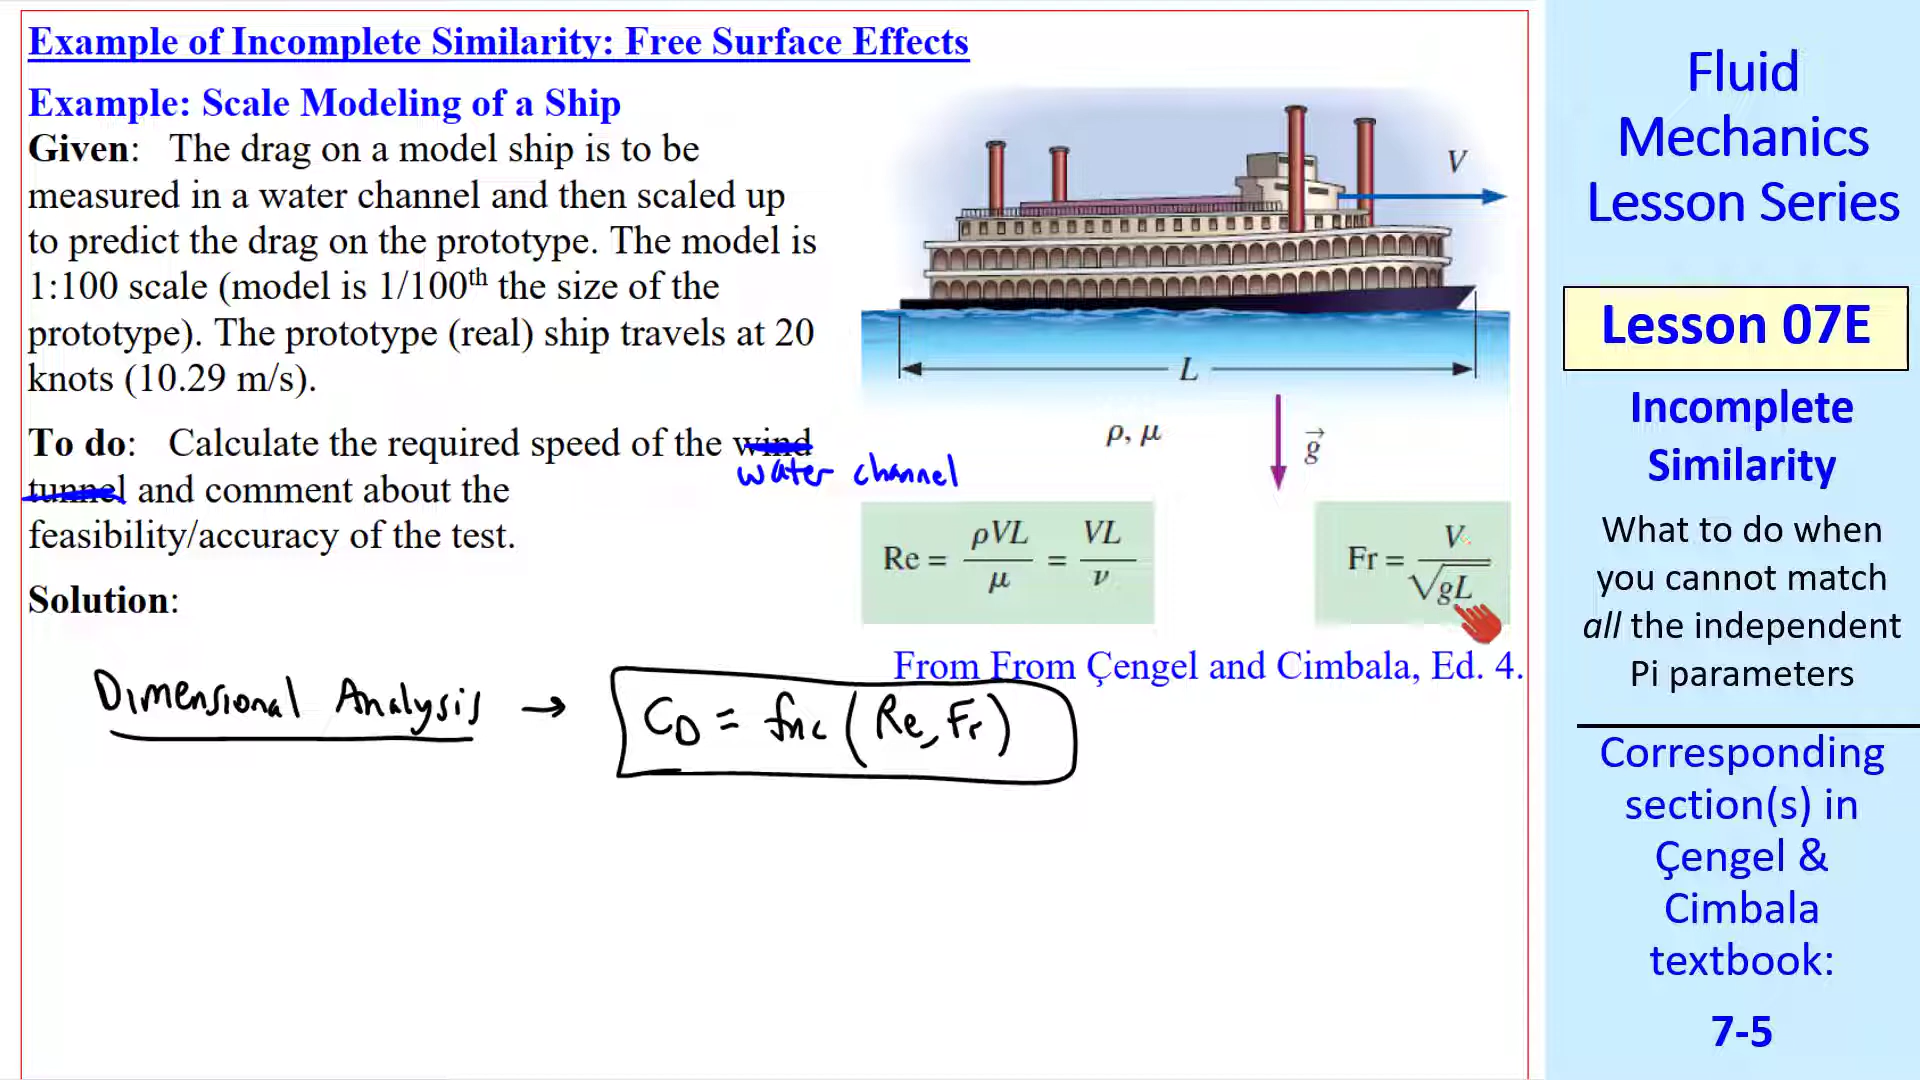 Example of Incomplete Similarity: Free Surface Effects
Example: Scale Modeling of a Ship
Given: The drag on a model ship is to be
measured in a water channel and then scaled up
to predict the drag on the prototype. The model is
1:100 scale (model is 1/100th the size of the
prototype). The prototype (real) ship travels at 20
knots (10.29 m/s).
To do: Calculate the required speed of the wind
water channel
tunnel and comment about the
feasibility/accuracy of the test.
Solution:
V
L
ρ, μ
g⃗
Re = ρVL/μ = VL/ν
Fr = V/√gL
From From Çengel and Cimbala, Ed. 4.
Dimensional Analysis → C_D = fnc (Re, Fr)
Fluid
Mechanics
Lesson Series
Lesson 07E
Incomplete
Similarity
What to do when
you cannot match
all the independent
Pi parameters
Corresponding
section(s) in
Çengel &
Cimbala
textbook:
7-5